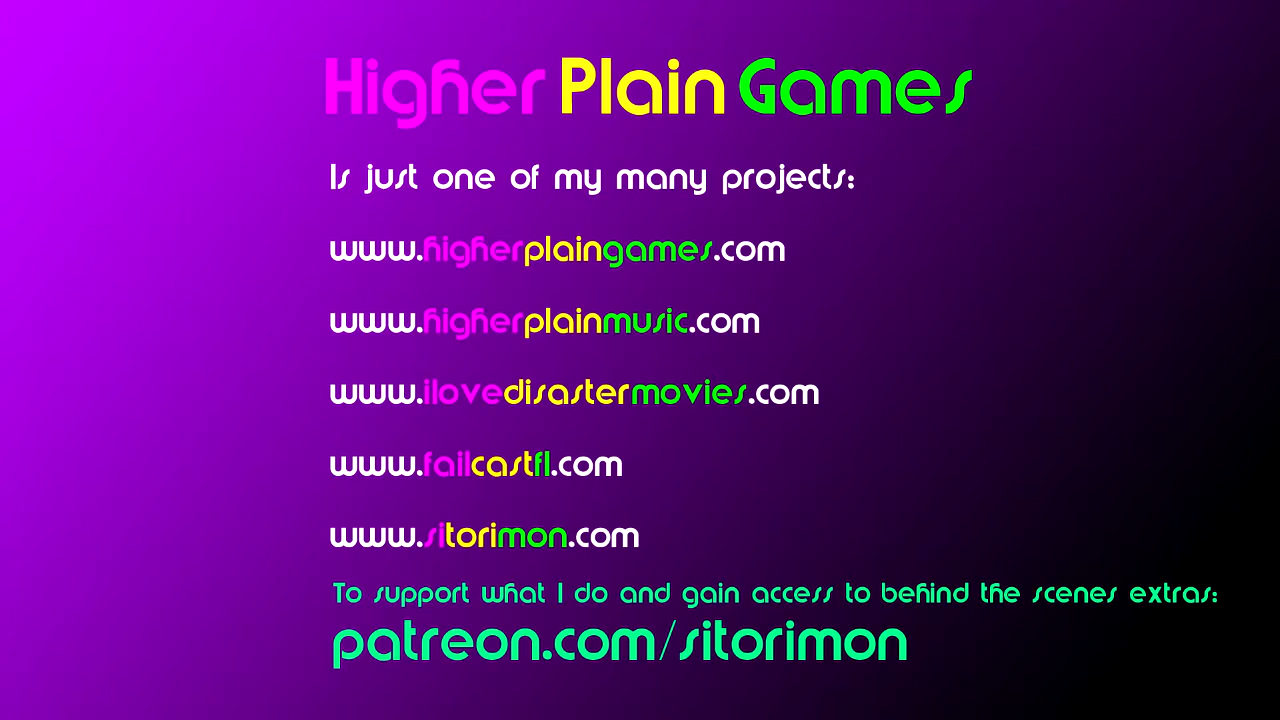 Higher Plain Games
Is just one of my many projects:
www.higherplaingames.com
www.higherplainmusic.com
www.ilovedisastermovies.com
www.failcastfl.com
www.sitorimon.com
To support what I do and gain access to behind the scenes extras:
patreon.com/sitorimon